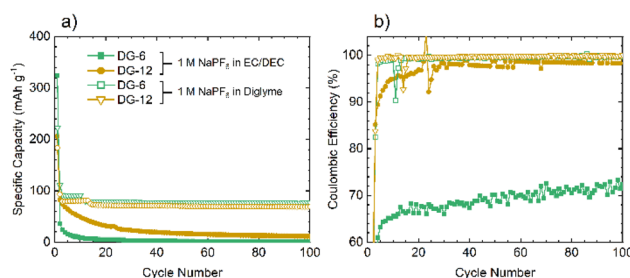 a)
400
300
200
100
0
Specific Capacity (mAh g⁻¹)
DG-6
DG-12
1 M NaPF₆ in EC/DEC
DG-6
DG-12
1 M NaPF₆ in Diglyme
0 20 40 60 80 100
Cycle Number
b)
100
90
80
70
60
Coulombic Efficiency (%)
0 20 40 60 80 100
Cycle Number